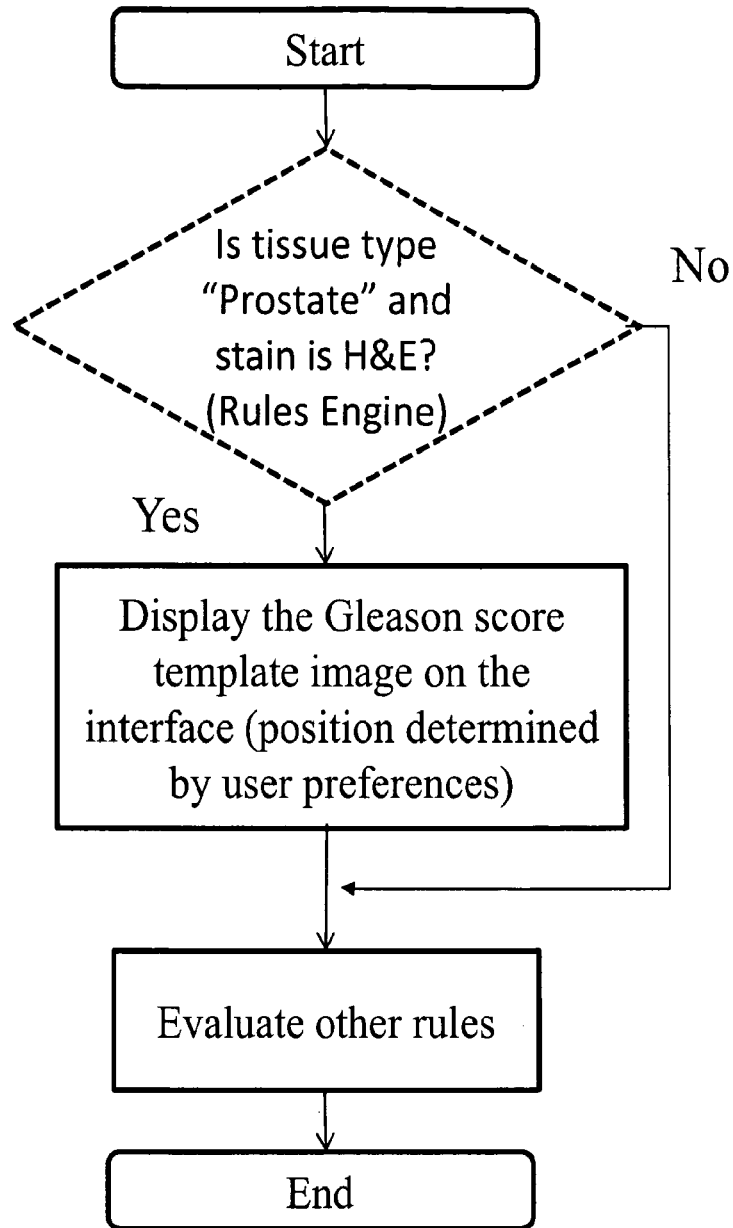 Start
Is tissue type
“Prostate” and
stain is H&E?
(Rules Engine)
No
Yes
Display the Gleason score
template image on the
interface (position determined
by user preferences)
Evaluate other rules
End